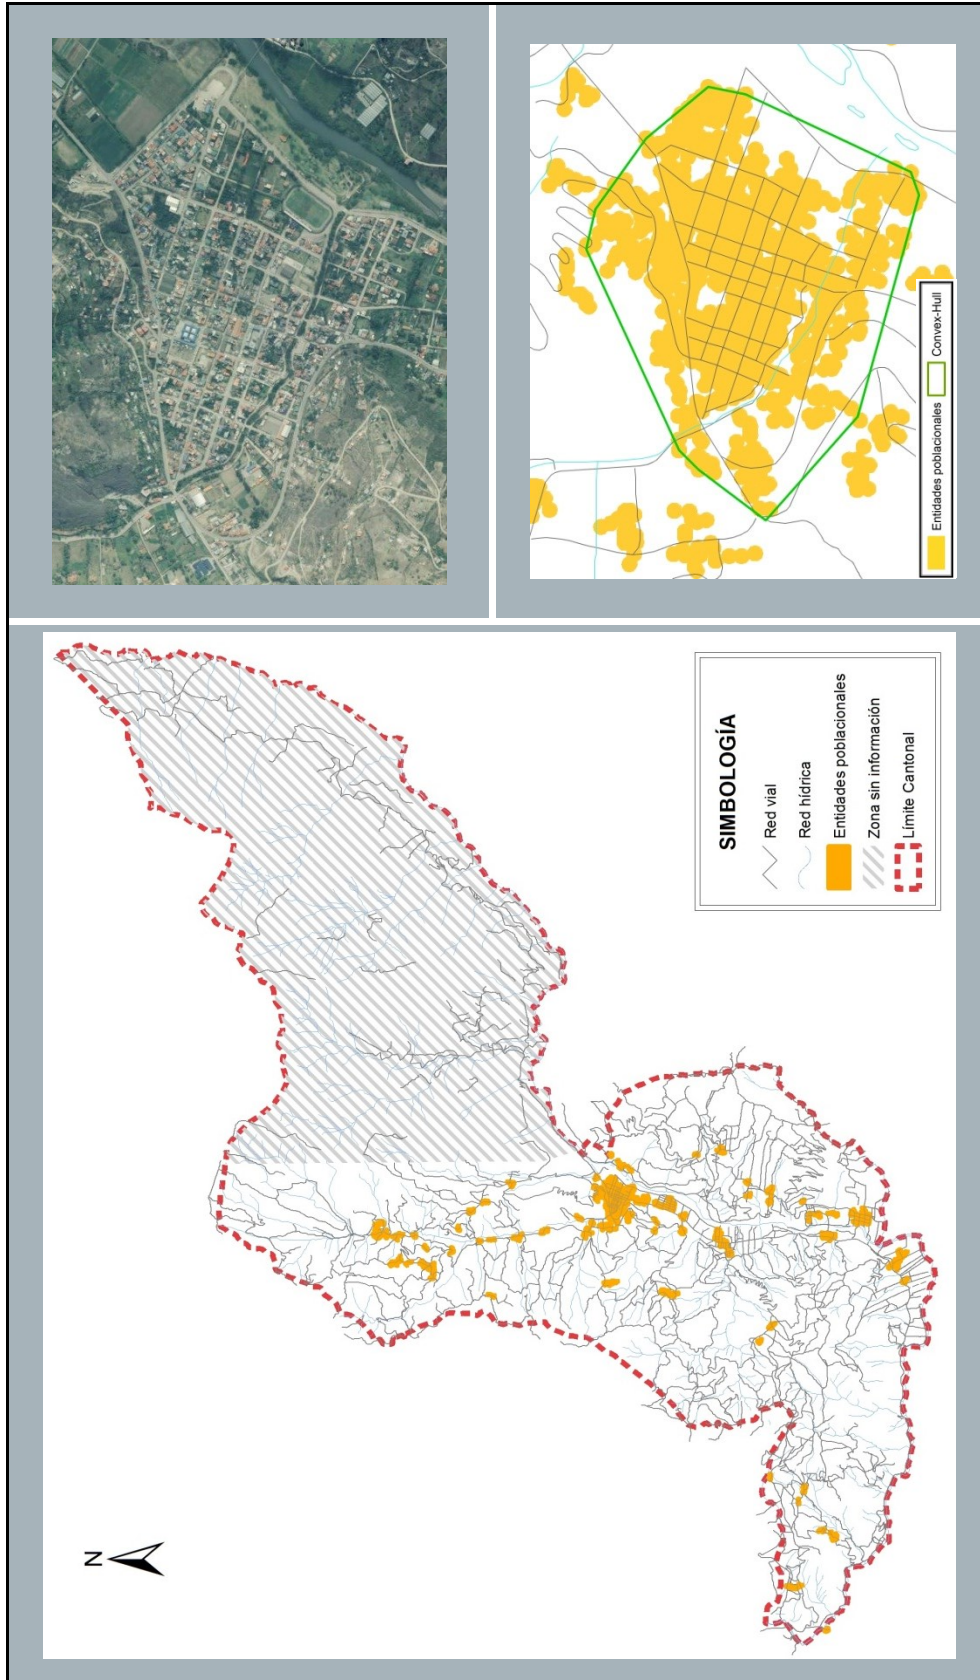 Entidades poblacionales
Convex-Hull
SIMBOLOGÍA
Red vial
Red hídrica
Entidades poblacionales
Zona sin información
Límite Cantonal
N